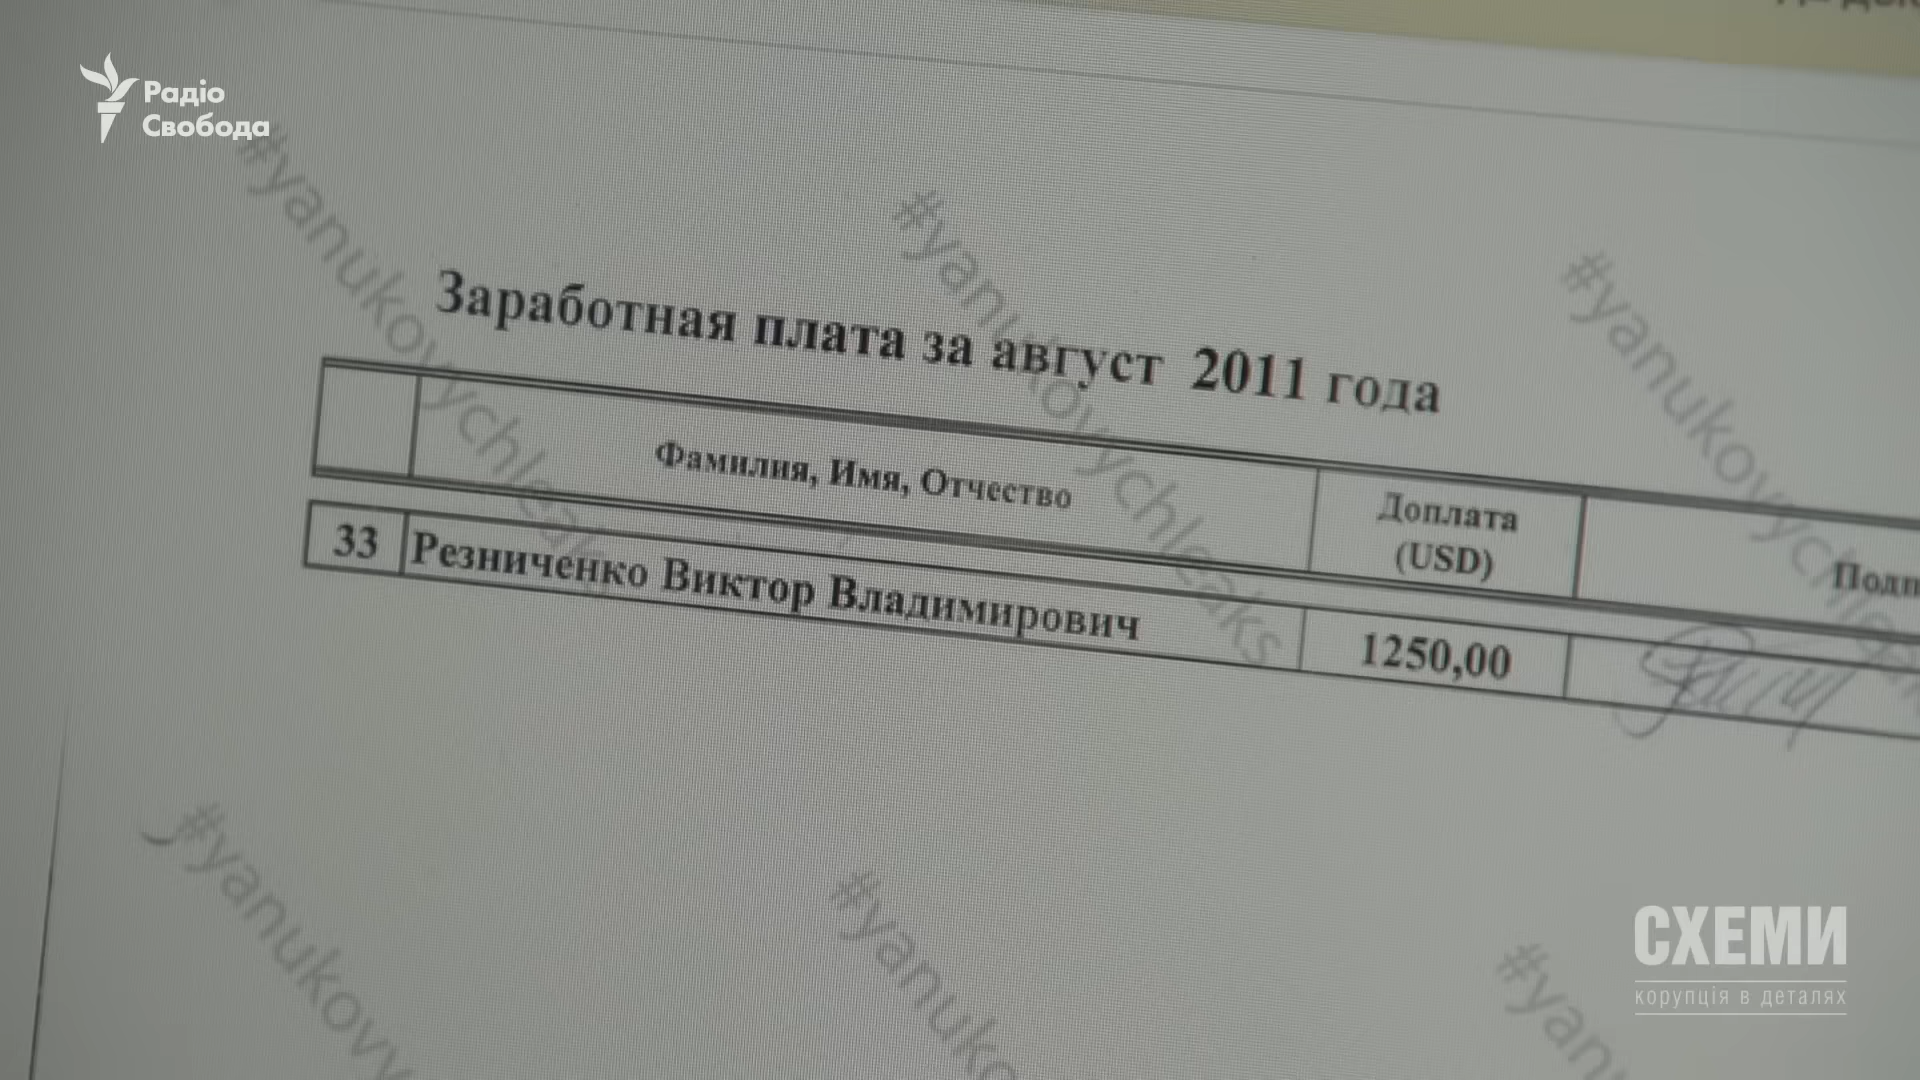 Радіо
Свобода
#yanukovychleaks
#yanukovychleaks
Заработная плата за август 2011 года
Фамилия, Имя, Отчество
Доплата
(USD)
33
Резниченко Виктор Владимирович
1250,00
СХЕМИ
корупція в деталях